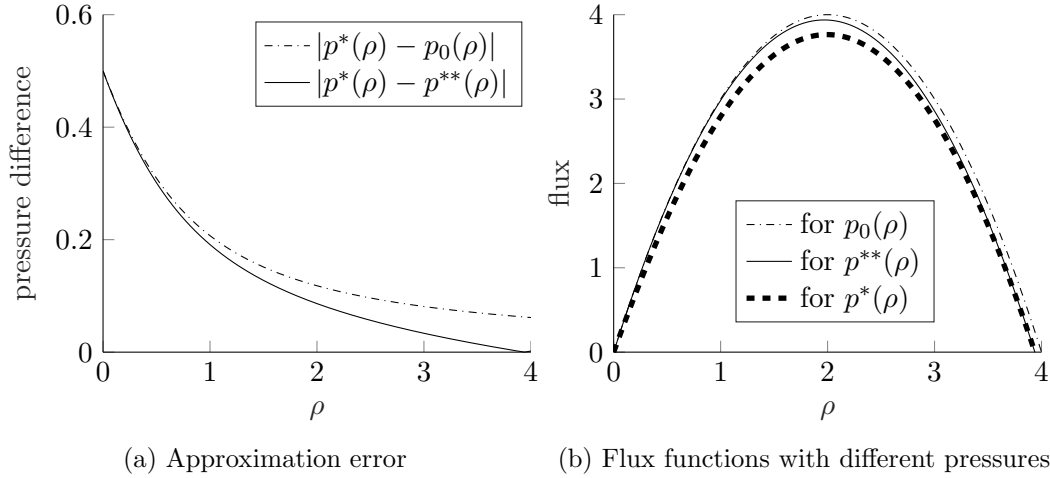 0.6
0.4
0.2
0
0
1
2
3
4
ρ
pressure difference
|p*(ρ) − p₀(ρ)|
|p*(ρ) − p**(ρ)|
(a) Approximation error
4
3
2
1
0
0
1
2
3
4
ρ
flux
for p₀(ρ)
for p**(ρ)
for p*(ρ)
(b) Flux functions with different pressures